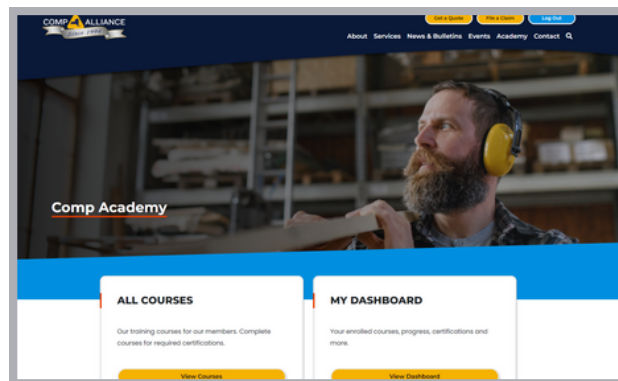 COMP ALLIANCE
Since 1994
Get a Quote File a Claim Log Out
About Services News & Bulletins Events Academy Contact
Comp Academy
ALL COURSES
Our training courses for our members. Complete
courses for required certifications.
View Courses
MY DASHBOARD
Your enrolled courses, progress, certifications and
more.
View Dashboard